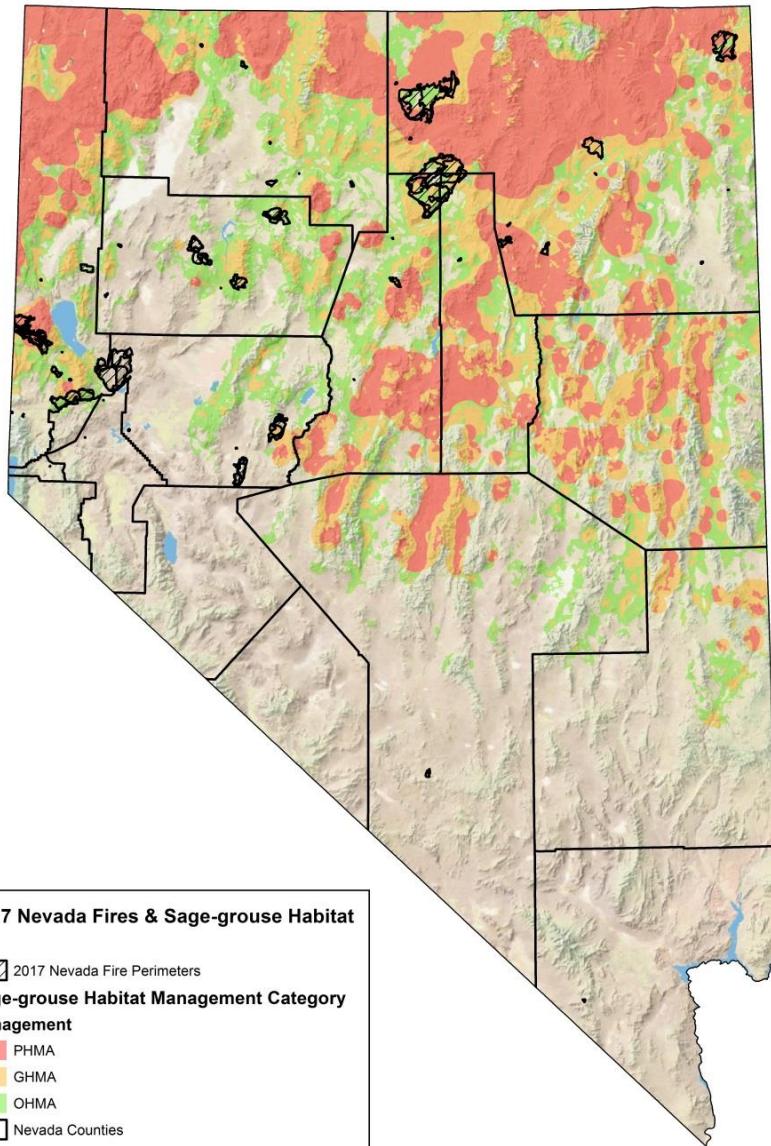 7 Nevada Fires & Sage-grouse Habitat
2017 Nevada Fire Perimeters
ge-grouse Habitat Management Category
nagement
PHMA
GHMA
OHMA
Nevada Counties